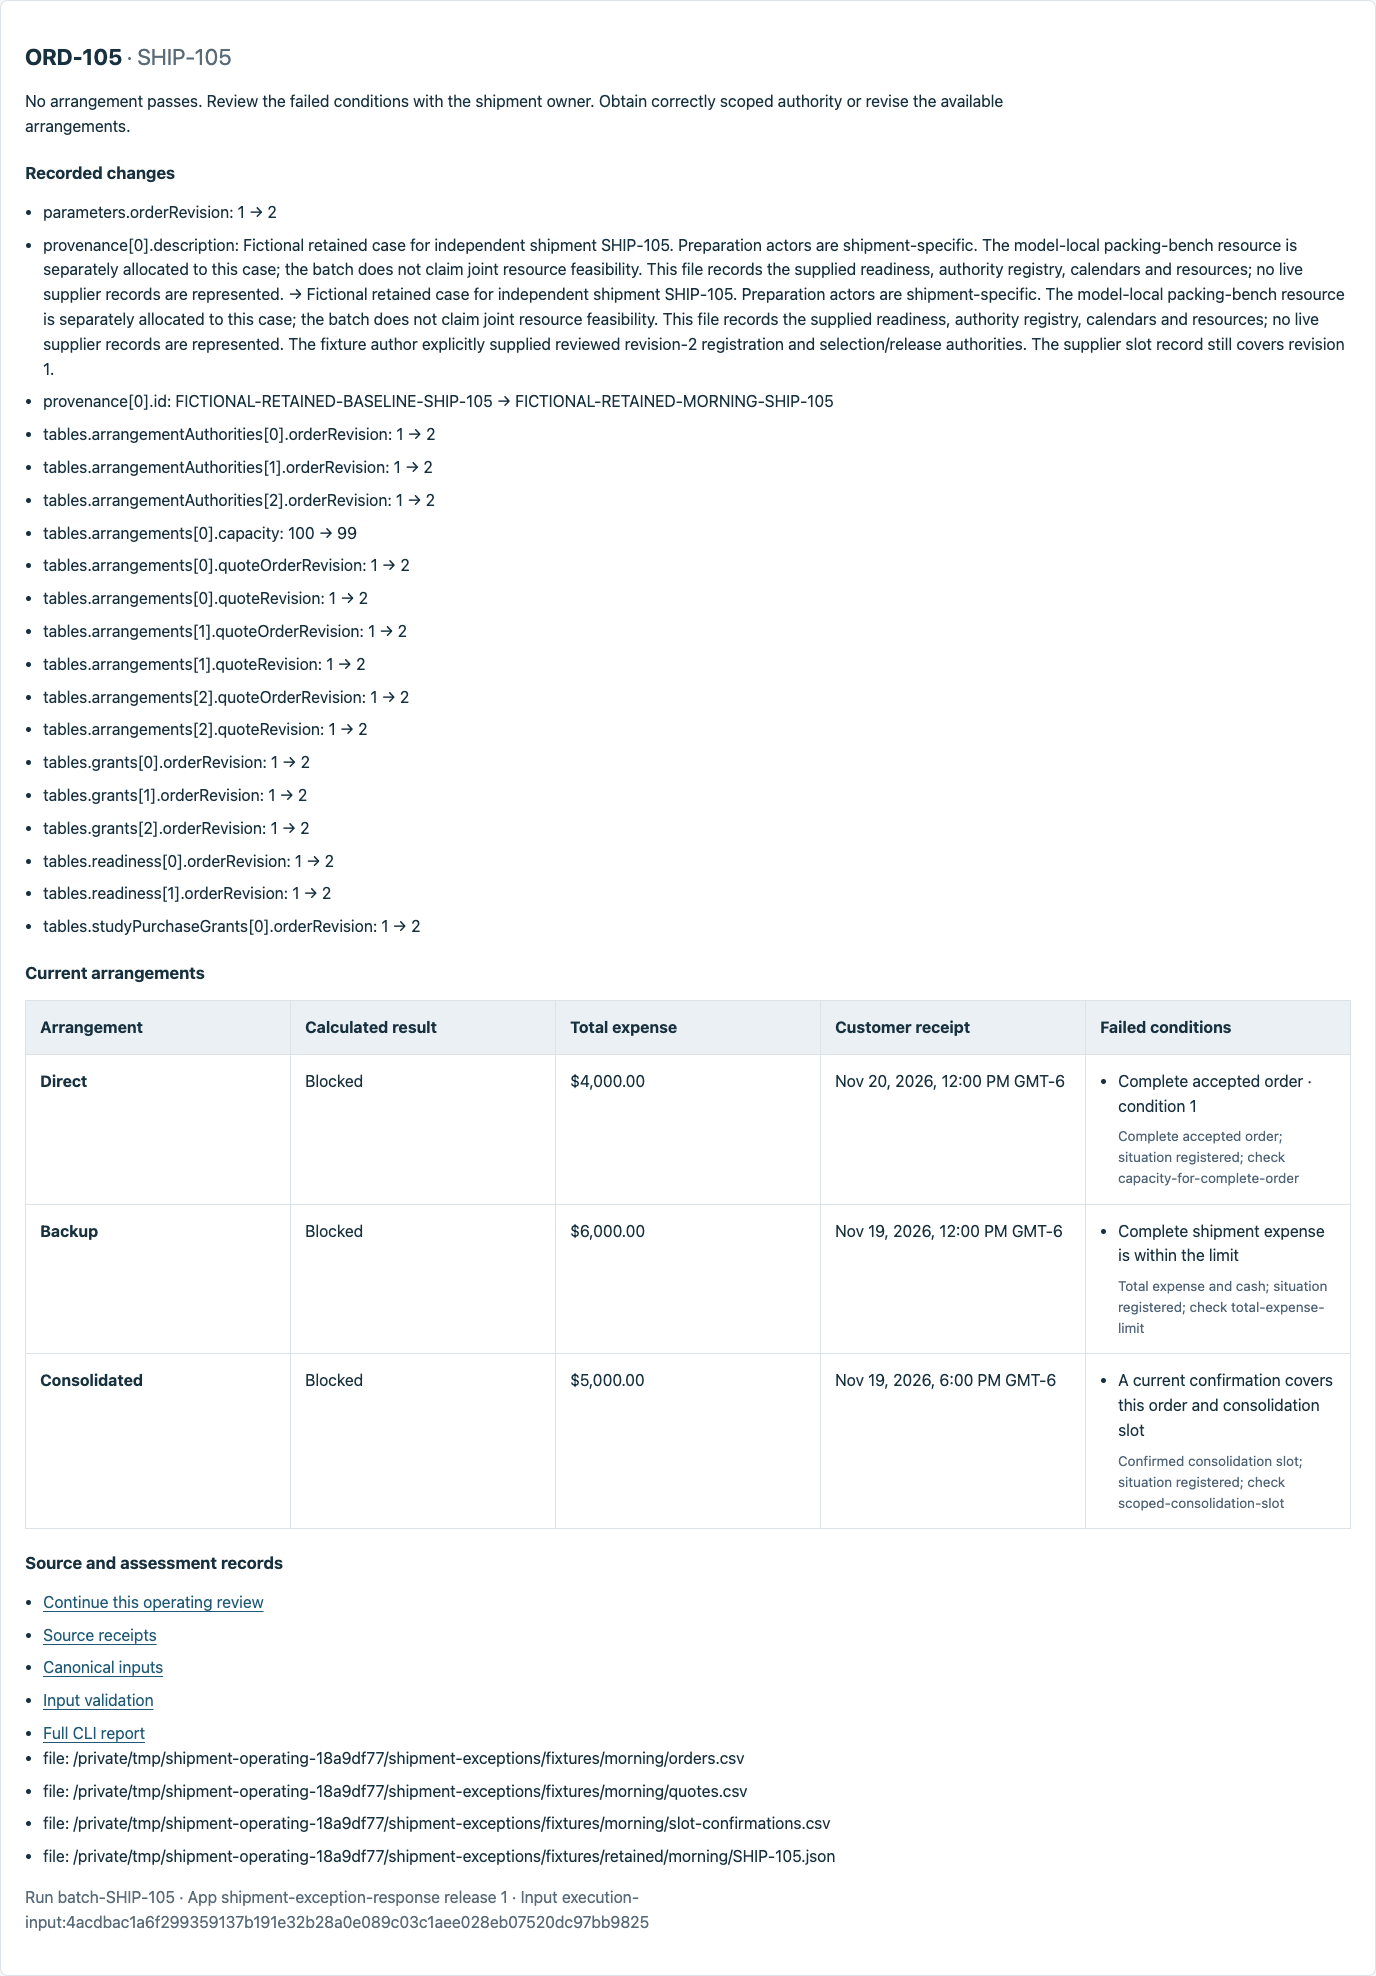 ORD-105 · SHIP-105
No arrangement passes. Review the failed conditions with the shipment owner. Obtain correctly scoped authority or revise the available
arrangements.
Recorded changes
• parameters.orderRevision: 1 → 2
• provenance[0].description: Fictional retained case for independent shipment SHIP-105. Preparation actors are shipment-specific. The model-local packing-bench resource is
separately allocated to this case; the batch does not claim joint resource feasibility. This file records the supplied readiness, authority registry, calendars and resources; no live
supplier records are represented. → Fictional retained case for independent shipment SHIP-105. Preparation actors are shipment-specific. The model-local packing-bench resource
is separately allocated to this case; the batch does not claim joint resource feasibility. This file records the supplied readiness, authority registry, calendars and resources; no live
supplier records are represented. The fixture author explicitly supplied reviewed revision-2 registration and selection/release authorities. The supplier slot record still covers revision
1.
• provenance[0].id: FICTIONAL-RETAINED-BASELINE-SHIP-105 → FICTIONAL-RETAINED-MORNING-SHIP-105
• tables.arrangementAuthorities[0].orderRevision: 1 → 2
• tables.arrangementAuthorities[1].orderRevision: 1 → 2
• tables.arrangementAuthorities[2].orderRevision: 1 → 2
• tables.arrangements[0].capacity: 100 → 99
• tables.arrangements[0].quoteOrderRevision: 1 → 2
• tables.arrangements[0].quoteRevision: 1 → 2
• tables.arrangements[1].quoteOrderRevision: 1 → 2
• tables.arrangements[1].quoteRevision: 1 → 2
• tables.arrangements[2].quoteOrderRevision: 1 → 2
• tables.arrangements[2].quoteRevision: 1 → 2
• tables.grants[0].orderRevision: 1 → 2
• tables.grants[1].orderRevision: 1 → 2
• tables.grants[2].orderRevision: 1 → 2
• tables.readiness[0].orderRevision: 1 → 2
• tables.readiness[1].orderRevision: 1 → 2
• tables.studyPurchaseGrants[0].orderRevision: 1 → 2
Current arrangements
Arrangement Calculated result Total expense Customer receipt Failed conditions
Direct Blocked $4,000.00 Nov 20, 2026, 12:00 PM GMT-6 • Complete accepted order ·
condition 1
Complete accepted order;
situation registered; check
capacity-for-complete-order
Backup Blocked $6,000.00 Nov 19, 2026, 12:00 PM GMT-6 • Complete shipment expense
is within the limit
Total expense and cash; situation
registered; check total-expense-
limit
Consolidated Blocked $5,000.00 Nov 19, 2026, 6:00 PM GMT-6 • A current confirmation covers
this order and consolidation
slot
Confirmed consolidation slot;
situation registered; check
scoped-consolidation-slot
Source and assessment records
• Continue this operating review
• Source receipts
• Canonical inputs
• Input validation
• Full CLI report
• file: /private/tmp/shipment-operating-18a9df77/shipment-exceptions/fixtures/morning/orders.csv
• file: /private/tmp/shipment-operating-18a9df77/shipment-exceptions/fixtures/morning/quotes.csv
• file: /private/tmp/shipment-operating-18a9df77/shipment-exceptions/fixtures/morning/slot-confirmations.csv
• file: /private/tmp/shipment-operating-18a9df77/shipment-exceptions/fixtures/retained/morning/SHIP-105.json
Run batch-SHIP-105 · App shipment-exception-response release 1 · Input execution-
input:4acdbac1a6f299359137b191e32b28a0e089c03c1aee028eb07520dc97bb9825